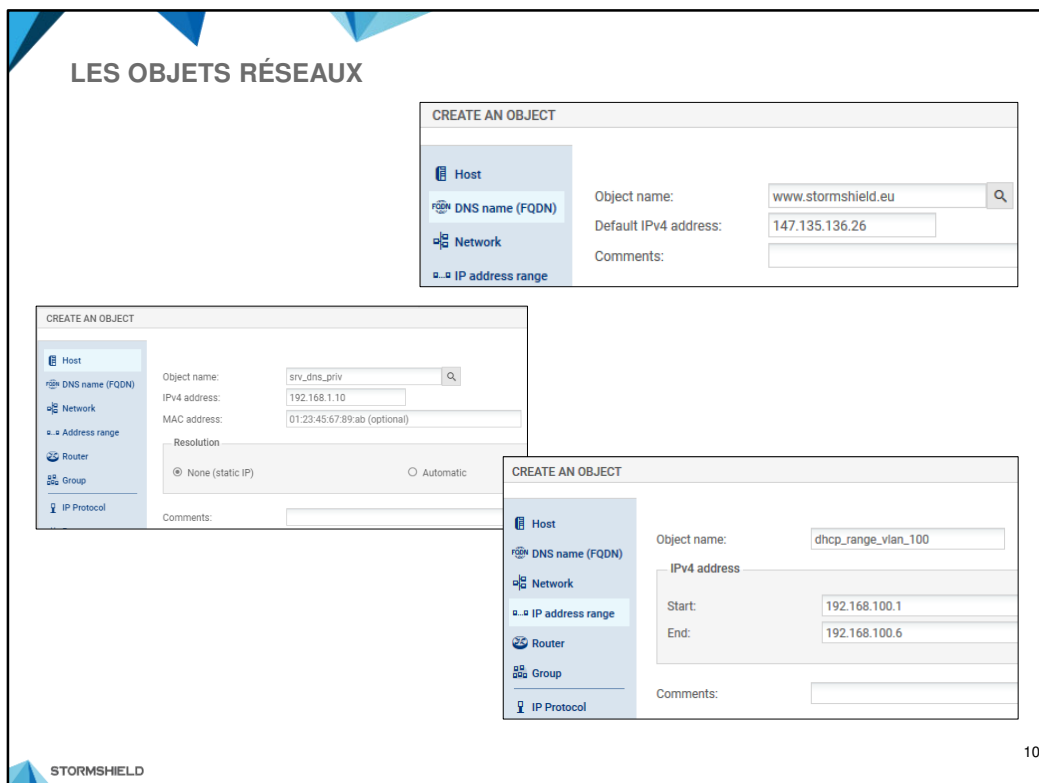 LES OBJETS RÉSEAUX
CREATE AN OBJECT
Host
FQDN DNS name (FQDN)
Network
IP address range
Object name: www.stormshield.eu
Default IPv4 address: 147.135.136.26
Comments:
CREATE AN OBJECT
Host
FQDN DNS name (FQDN)
Network
Address range
Router
Group
IP Protocol
Object name: srv_dns_priv
IPv4 address: 192.168.1.10
MAC address: 01:23:45:67:89:ab (optional)
Resolution
None (static IP) Automatic
Comments:
CREATE AN OBJECT
Host
FQDN DNS name (FQDN)
Network
IP address range
Router
Group
IP Protocol
Object name: dhcp_range_vlan_100
IPv4 address
Start: 192.168.100.1
End: 192.168.100.6
Comments:
10
STORMSHIELD